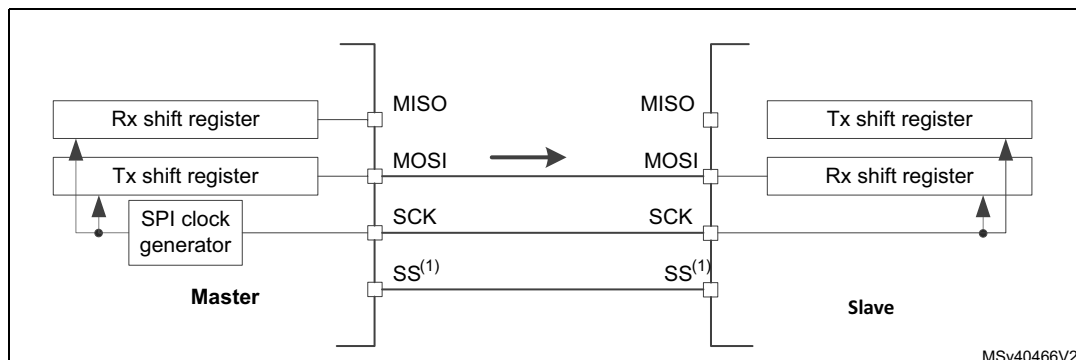 MISO
Rx shift register
MOSI
Tx shift register
SPI clock
generator
SCK
SS(1)
Master
MISO
Tx shift register
MOSI
Rx shift register
SCK
SS(1)
Slave
MSv40466V2